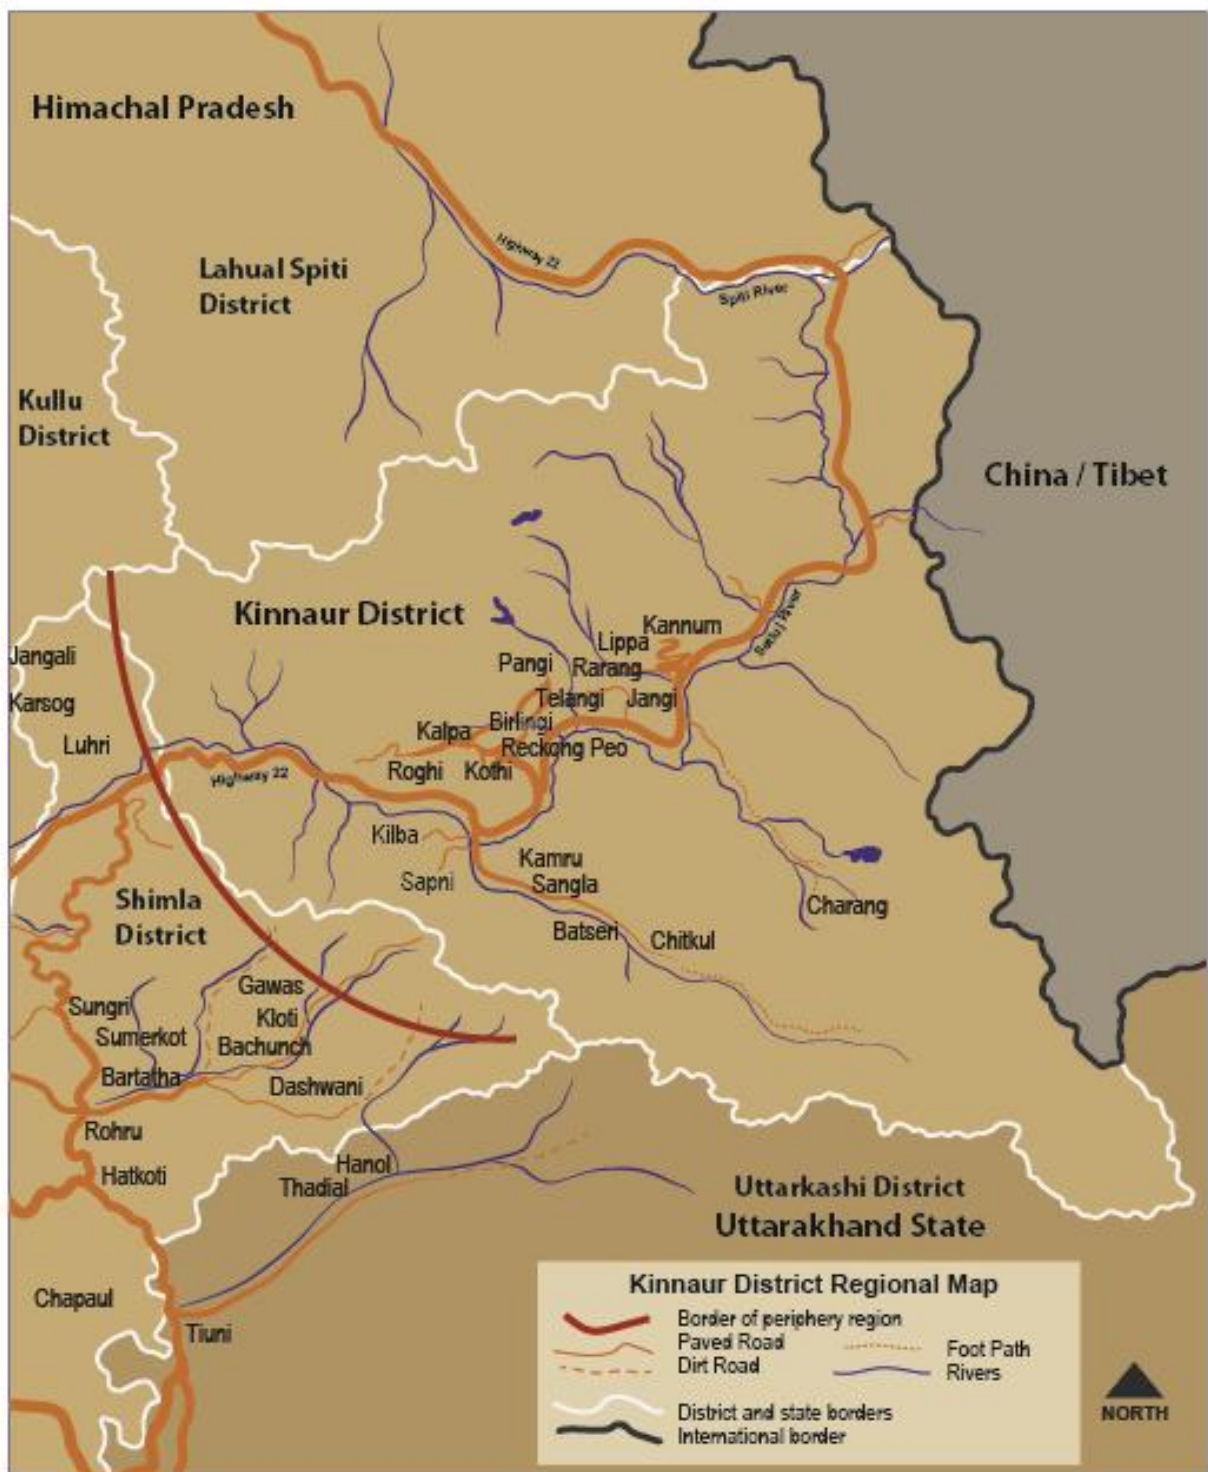 Himachal Pradesh
Highway 22
Lahual Spiti
District
Spiti River
Kullu
District
China / Tibet
Kinnaur District
Satluj River
Kannum
Lippa
Jangali
Pangi
Rarang
Karsog
Telangi
Jangi
Birlingi
Kalpa
Luhri
Reckong Peo
Highway 22
Roghi
Kothi
Kilba
Kamru
Sapni
Sangla
Shimla
District
Charang
Batseri
Chitkul
Gawas
Sungri
Kloti
Sumerkot
Bachunch
Bartatha
Dashwani
Rohru
Hanol
Hatkoti
Thadial
Uttarkashi District
Uttarakhand State
Chapaul
Tiuni
Kinnaur District Regional Map
Border of periphery region
Paved Road
Foot Path
Dirt Road
Rivers
District and state borders
International border
NORTH